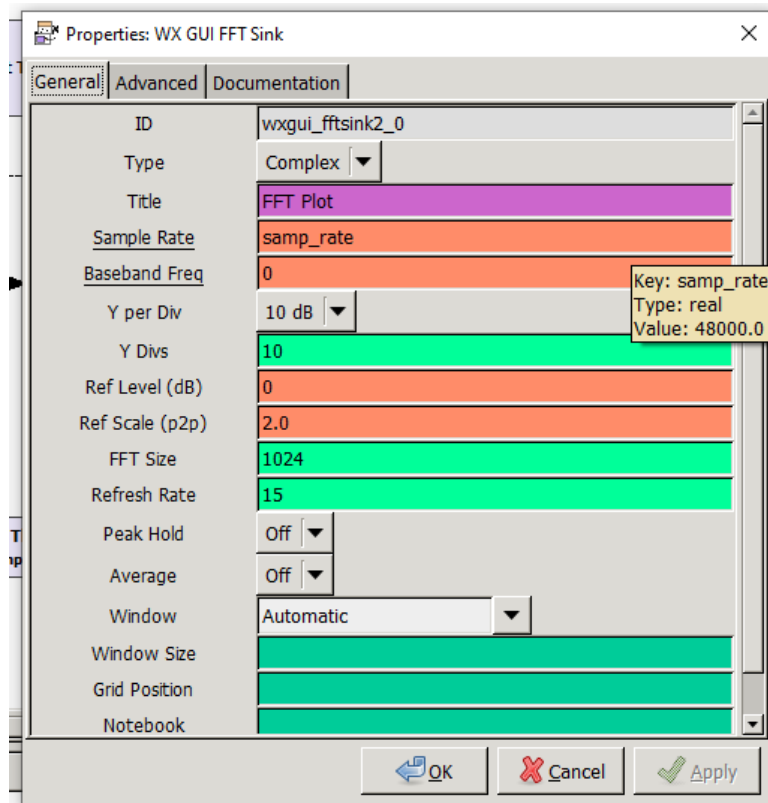 Properties: WX GUI FFT Sink
General Advanced Documentation
ID wxgui_fftsink2_0
Type Complex
Title FFT Plot
Sample Rate samp_rate
Baseband Freq 0
Key: samp_rate
Type: real
Value: 48000.0
Y per Div 10 dB
Y Divs 10
Ref Level (dB) 0
Ref Scale (p2p) 2.0
FFT Size 1024
Refresh Rate 15
Peak Hold Off
Average Off
Window Automatic
Window Size
Grid Position
Notebook
OK Cancel Apply